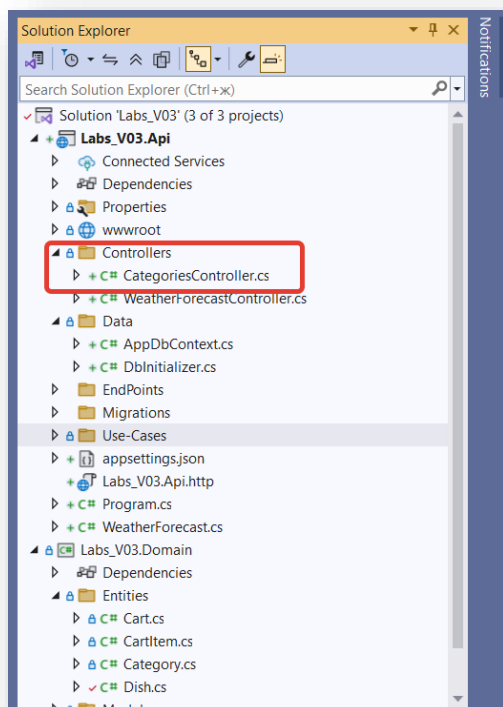 Solution Explorer
Notifications
Search Solution Explorer (Ctrl+ж)
Solution 'Labs_V03' (3 of 3 projects)
Labs_V03.Api
Connected Services
Dependencies
Properties
wwwroot
Controllers
C# CategoriesController.cs
C# WeatherForecastController.cs
Data
C# AppDbContext.cs
C# DbInitializer.cs
EndPoints
Migrations
Use-Cases
appsettings.json
Labs_V03.Api.http
C# Program.cs
C# WeatherForecast.cs
C# Labs_V03.Domain
Dependencies
Entities
C# Cart.cs
C# CartItem.cs
C# Category.cs
C# Dish.cs